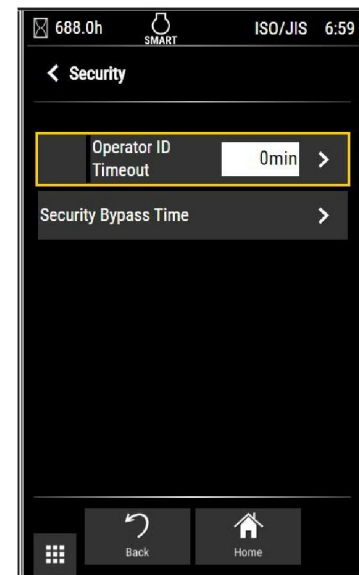 688.0h SMART ISO/JIS 6:59
Security
Operator ID
Timeout
0min
Security Bypass Time
Back Home